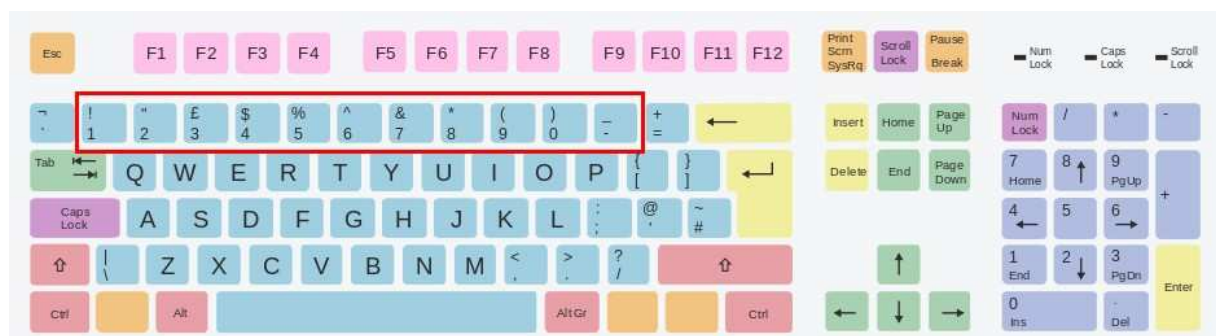 Esc F1 F2 F3 F4 F5 F6 F7 F8 F9 F10 F11 F12 Print Scrn SysRq Scroll Lock Pause Break Num Lock Caps Lock Scroll Lock
¬ ! " £ $ % ^ & * ( ) _ +
1 2 3 4 5 6 7 8 9 0 - =
Insert Home Page Up Num Lock / * -
Tab Q W E R T Y U I O P { [ } ] Delete End Page Down 7 Home 8 9 PgUp +
Caps Lock A S D F G H J K L : ; @ ' ~ # 4 5 6
| \ Z X C V B N M < , > . ? / 1 End 2 3 PgDn Enter
Ctrl Alt Alt Gr Ctrl 0 Ins . Del